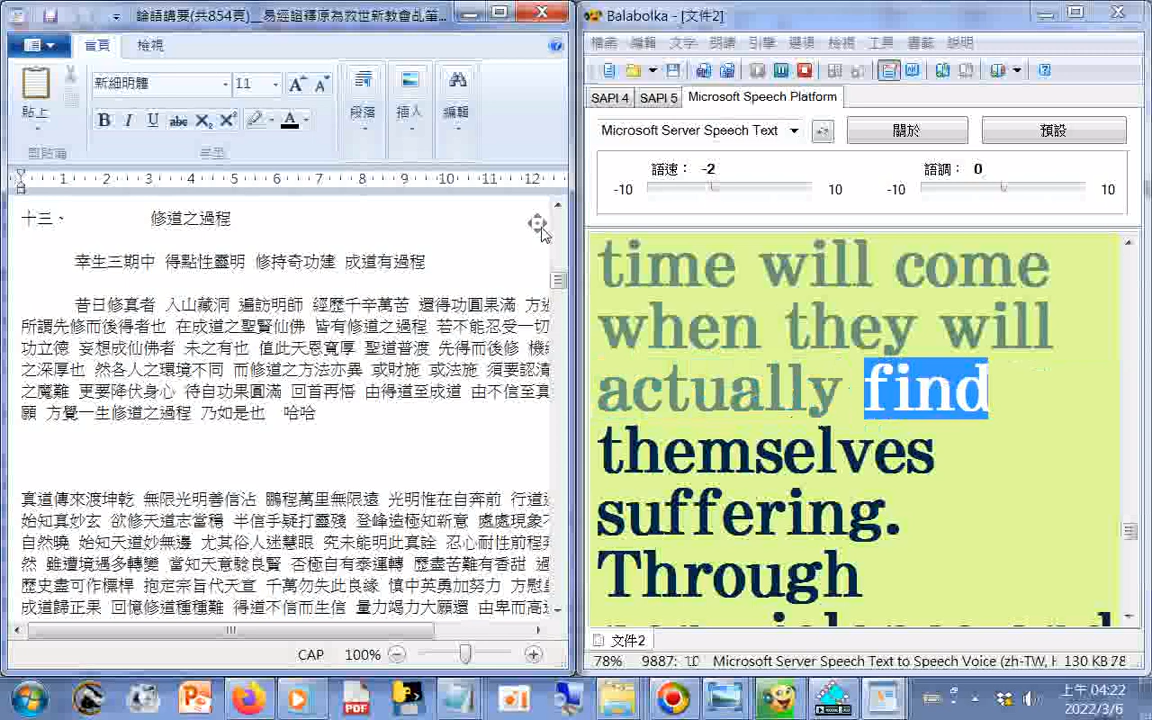 論語講要(共854頁)__易經證釋原為救世新教會乩筆...
首頁 檢視
新細明體 11
貼上
段落 插入 編輯
剪貼簿 字型
1 2 3 4 5 6 7 8 9 10 11 12
十三、 修道之過程
幸生三期中 得點性靈明 修持奇功建 成道有過程
昔日修真者 入山藏洞 遍訪明師 經歷千辛萬苦 還得功圓果滿 方
所謂先修而後得者也 在成道之聖賢仙佛 皆有修道之過程 若不能忍受一切
功立德 妄想成仙佛者 未之有也 值此天恩寬厚 聖道普渡 先得而後修 機
之深厚也 然各人之環境不同 而修道之方法亦異 或財施 或法施 須要認清
之魔難 更要降伏身心 待自功果圓滿 回首再悟 由得道至成道 由不信至真
願 方覺一生修道之過程 乃如是也 哈哈
真道傳來渡坤乾 無限光明善信沾 鵬程萬里無限遠 光明惟在自奔前 行道
始知真妙玄 欲修天道志當穩 半信乎疑打靈殘 登峰造極知新意 處處現象
自然曉 始知天道妙無邊 尤其俗人迷慧眼 究未能明此真詮 忍心耐性前程
然 雖遭境遇多轉變 當知天意驗良賢 否極自有泰運轉 歷盡苦難有香甜
歷史盡可作標桿 抱定宗旨代天宣 千萬勿失此良緣 慎中英勇加努力 方慰
成道歸正果 回憶修道種種難 得道不信而生信 量力竭力大願還 由卑而高
CAP 100%
Balabolka - [文件2]
檔案 編輯 文字 朗讀 引擎 選項 檢視 工具 書籤 說明
SAPI 4 SAPI 5 Microsoft Speech Platform
Microsoft Server Speech Text 關於 預設
語速： -2 語調： 0
-10 10 -10 10
time will come
when they will
actually find
themselves
suffering.
Through
文件2
78% 9887: 10 Microsoft Server Speech Text to Speech Voice (zh-TW, H 130 KB
上午 04:22
2022/3/6